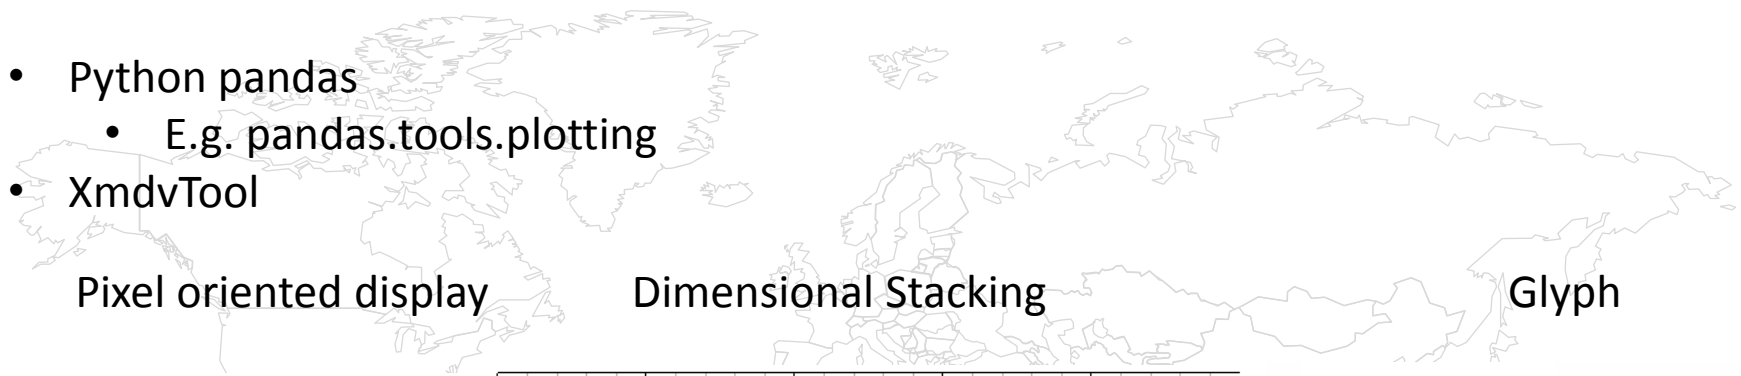 • Python pandas
• E.g. pandas.tools.plotting
• XmdvTool
Pixel oriented display Dimensional Stacking Glyph